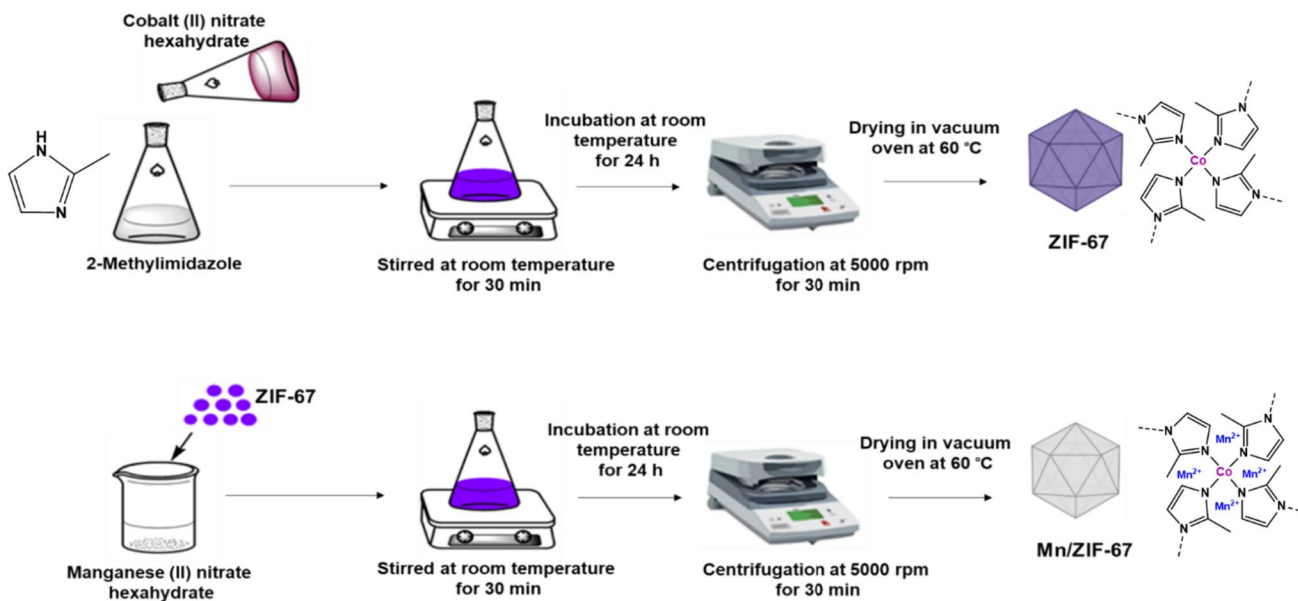 Cobalt (II) nitrate
hexahydrate
H
N
N
2-Methylimidazole
Stirred at room temperature
for 30 min
Incubation at room
temperature
for 24 h
Centrifugation at 5000 rpm
for 30 min
Drying in vacuum
oven at 60 °C
ZIF-67
N
N
N
N
Co
N
N
N
N
ZIF-67
Manganese (II) nitrate
hexahydrate
Stirred at room temperature
for 30 min
Incubation at room
temperature
for 24 h
Centrifugation at 5000 rpm
for 30 min
Drying in vacuum
oven at 60 °C
Mn/ZIF-67
N
N
Mn2+
N
N
Mn2+
Co
Mn2+
N
Mn2+
N
N
N